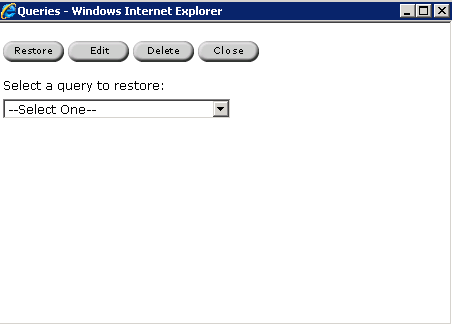 Queries - Windows Internet Explorer
Restore Edit Delete Close
Select a query to restore:
--Select One--